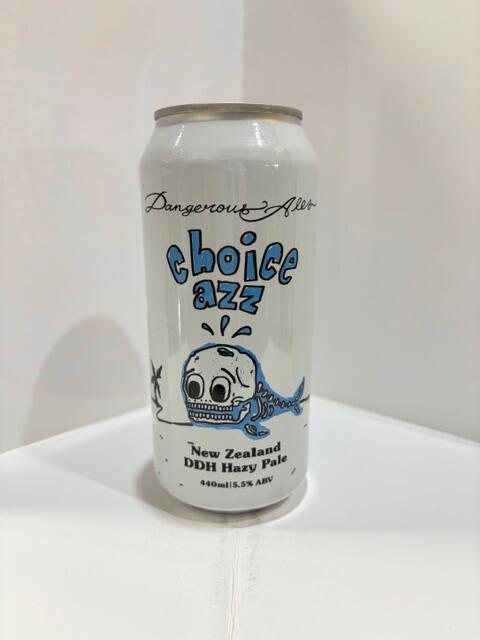 Dangerous Ales
choice
azz
New Zealand
DDH Hazy Pale
440ml|5.5% ABV